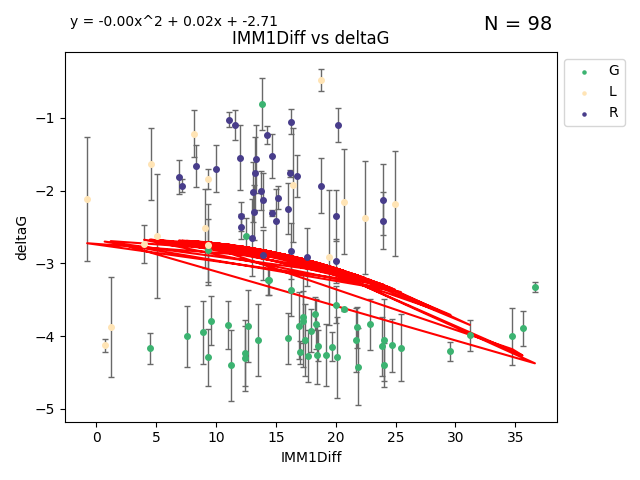 y = -0.00x^2 + 0.02x + -2.71
N = 98
IMM1Diff vs deltaG
G
L
R
deltaG
−1
−2
−3
−4
−5
0 5 10 15 20 25 30 35
IMM1Diff